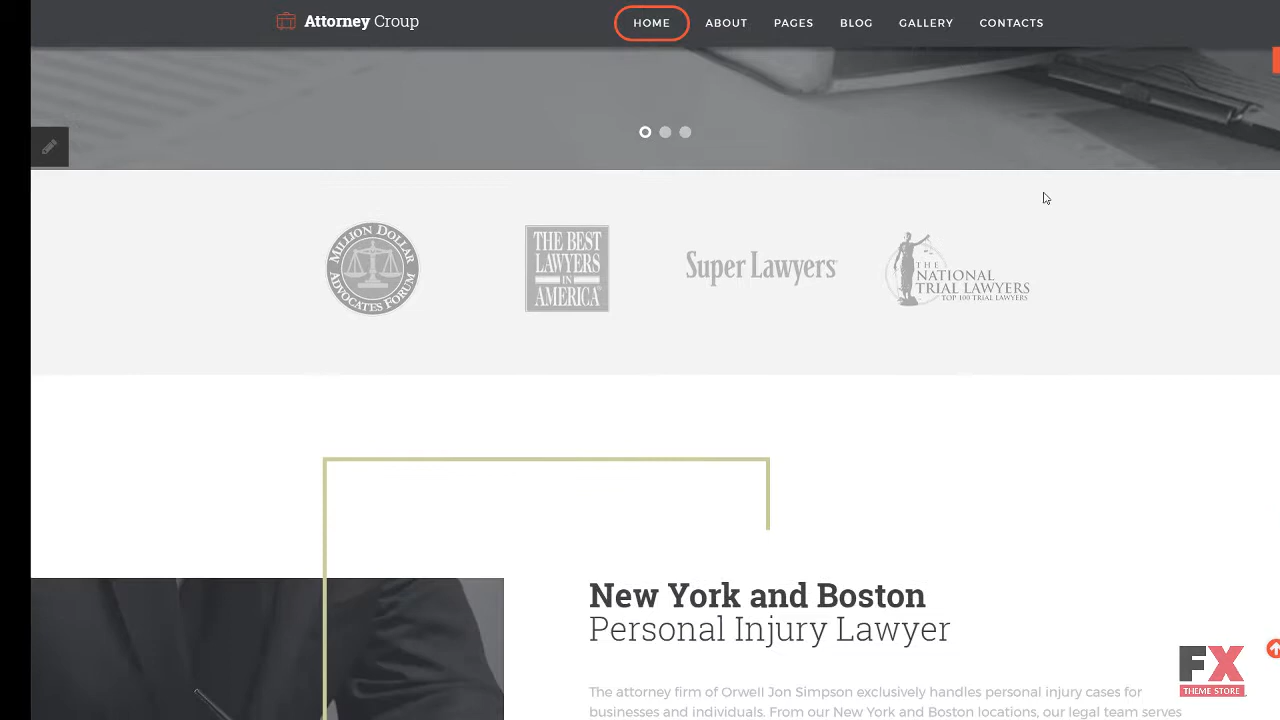 Attorney Croup
HOME ABOUT PAGES BLOG GALLERY CONTACTS
MILLION DOLLAR
ADVOCATES FORUM
THE BEST
LAWYERS
IN
AMERICA
Super Lawyers
THE
NATIONAL
TRIAL LAWYERS
TOP 100 TRIAL LAWYERS
New York and Boston
Personal Injury Lawyer
The attorney firm of Orwell Jon Simpson exclusively handles personal injury cases for
businesses and individuals. From our New York and Boston locations, our legal team serves
FX
THEME STORE